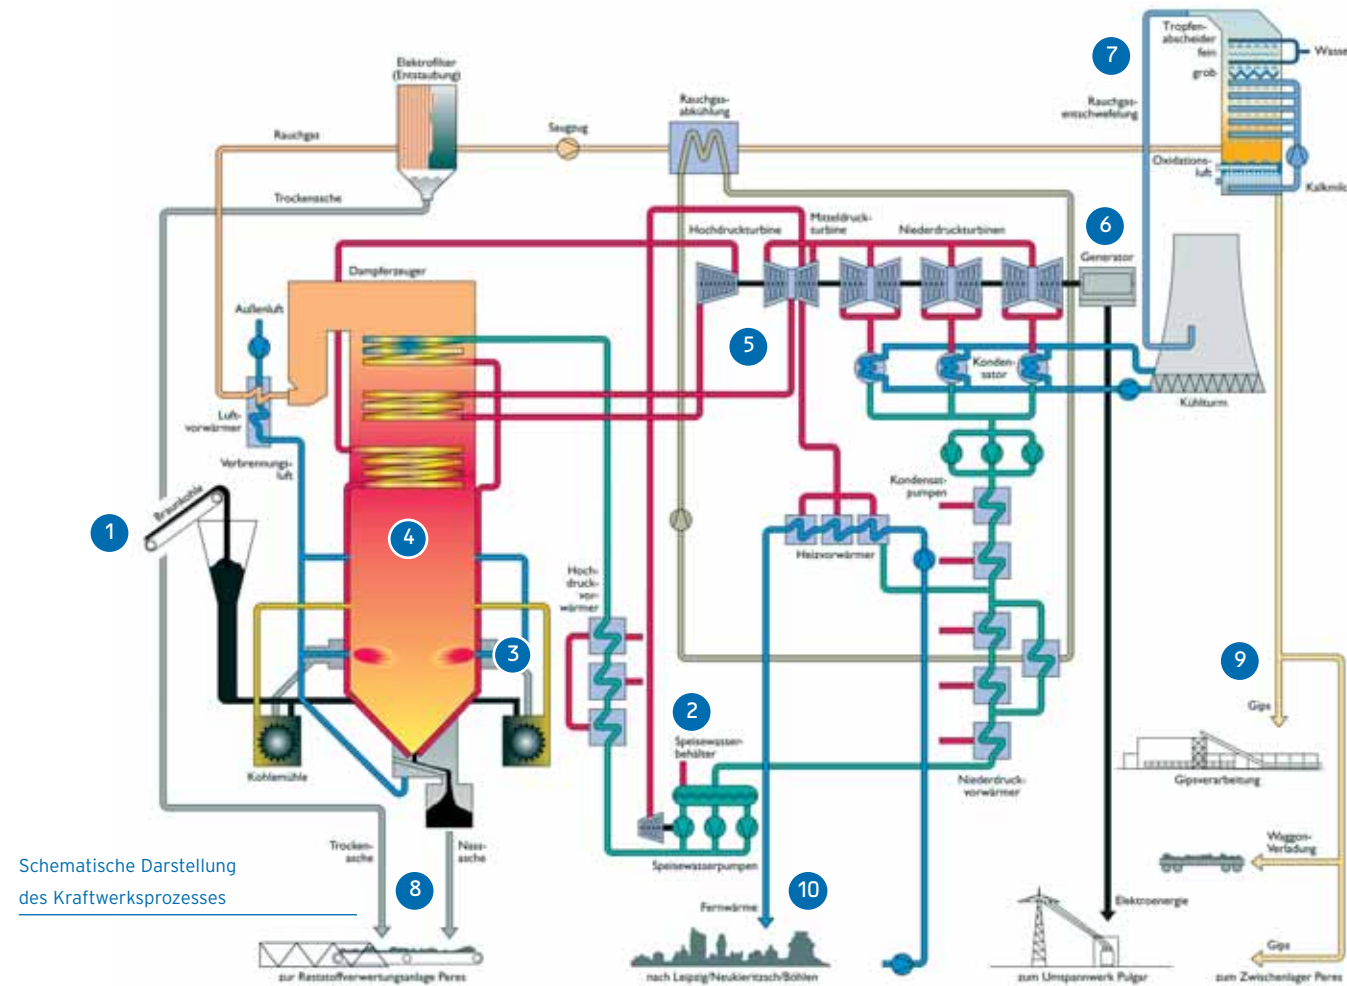 Tropfen-
abscheider
fein
Wasse
grob
7
Elektrofilter
(Entstaubung)
Rauchgas-
abkühlung
Rauchgas-
entschwefelung
Rauchgas
Saugzug
Oxidations-
luft
Kalkmilc
Trockenasche
Hochdruckturbine
Mitteldruck-
turbine
Niederdruckturbinen
6
Generator
Dampferzeuger
Außenluft
5
Konden-
sator
Kühlturm
Luft-
vorwärmer
Verbrennungs-
luft
Braunkohle
1
4
Kondensat-
pumpen
Heizvorwärmer
Hoch-
druck-
vor-
wärmer
3
9
2
Gips
Speisewasser-
behälter
Kohlemühle
Niederdruck-
vorwärmer
Gipsverarbeitung
Trocken-
asche
Nass-
asche
Speisewasserpumpen
Waggon-
Verladung
Schematische Darstellung
des Kraftwerksprozesses
8
10
Fernwärme
Elektroenergie
Gips
zur Reststoffverwertungsanlage Peres
nach Leipzig/Neukieritzsch/Böhlen
zum Umspannwerk Pulgar
zum Zwischenlager Peres